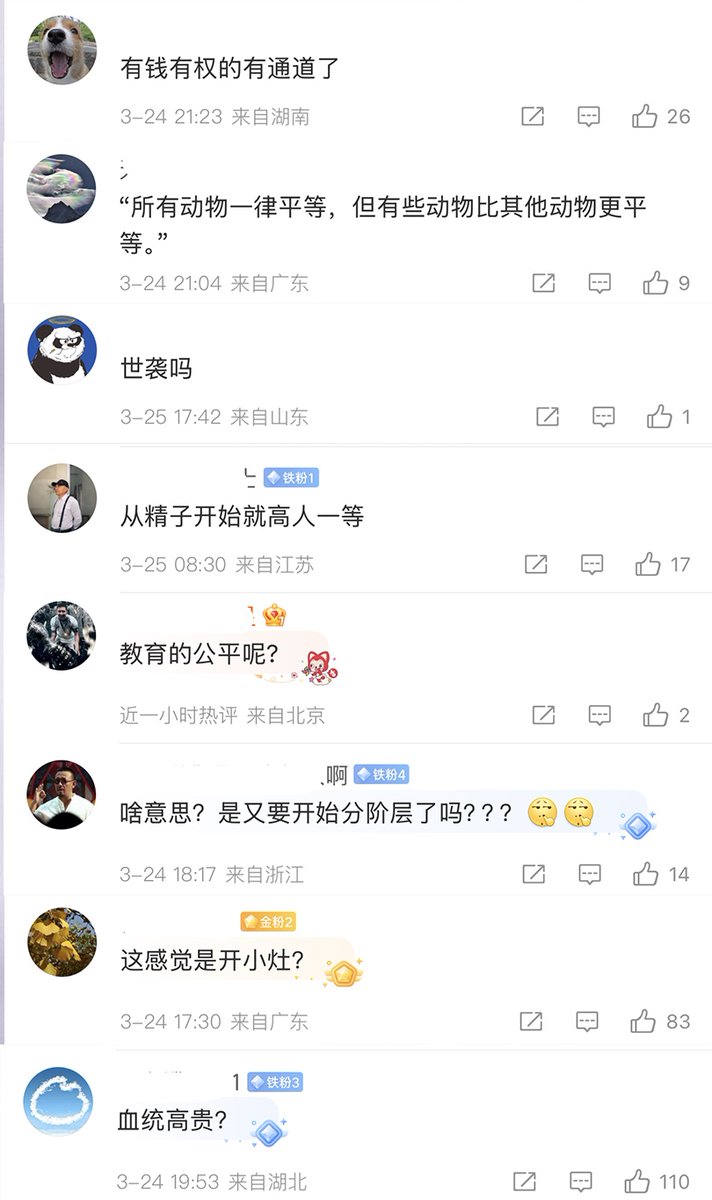 有钱有权的有通道了
3-24 21:23 来自湖南
26
“所有动物一律平等，但有些动物比其他动物更平
等。”
3-24 21:04 来自广东
9
世袭吗
3-25 17:42 来自山东
1
铁粉1
从精子开始就高人一等
3-25 08:30 来自江苏
17
教育的公平呢？
近一小时热评 来自北京
2
啊 铁粉4
啥意思？是又要开始分阶层了吗？？？
3-24 18:17 来自浙江
14
金粉2
这感觉是开小灶？
3-24 17:30 来自广东
83
1 铁粉3
血统高贵？
3-24 19:53 来自湖北
110